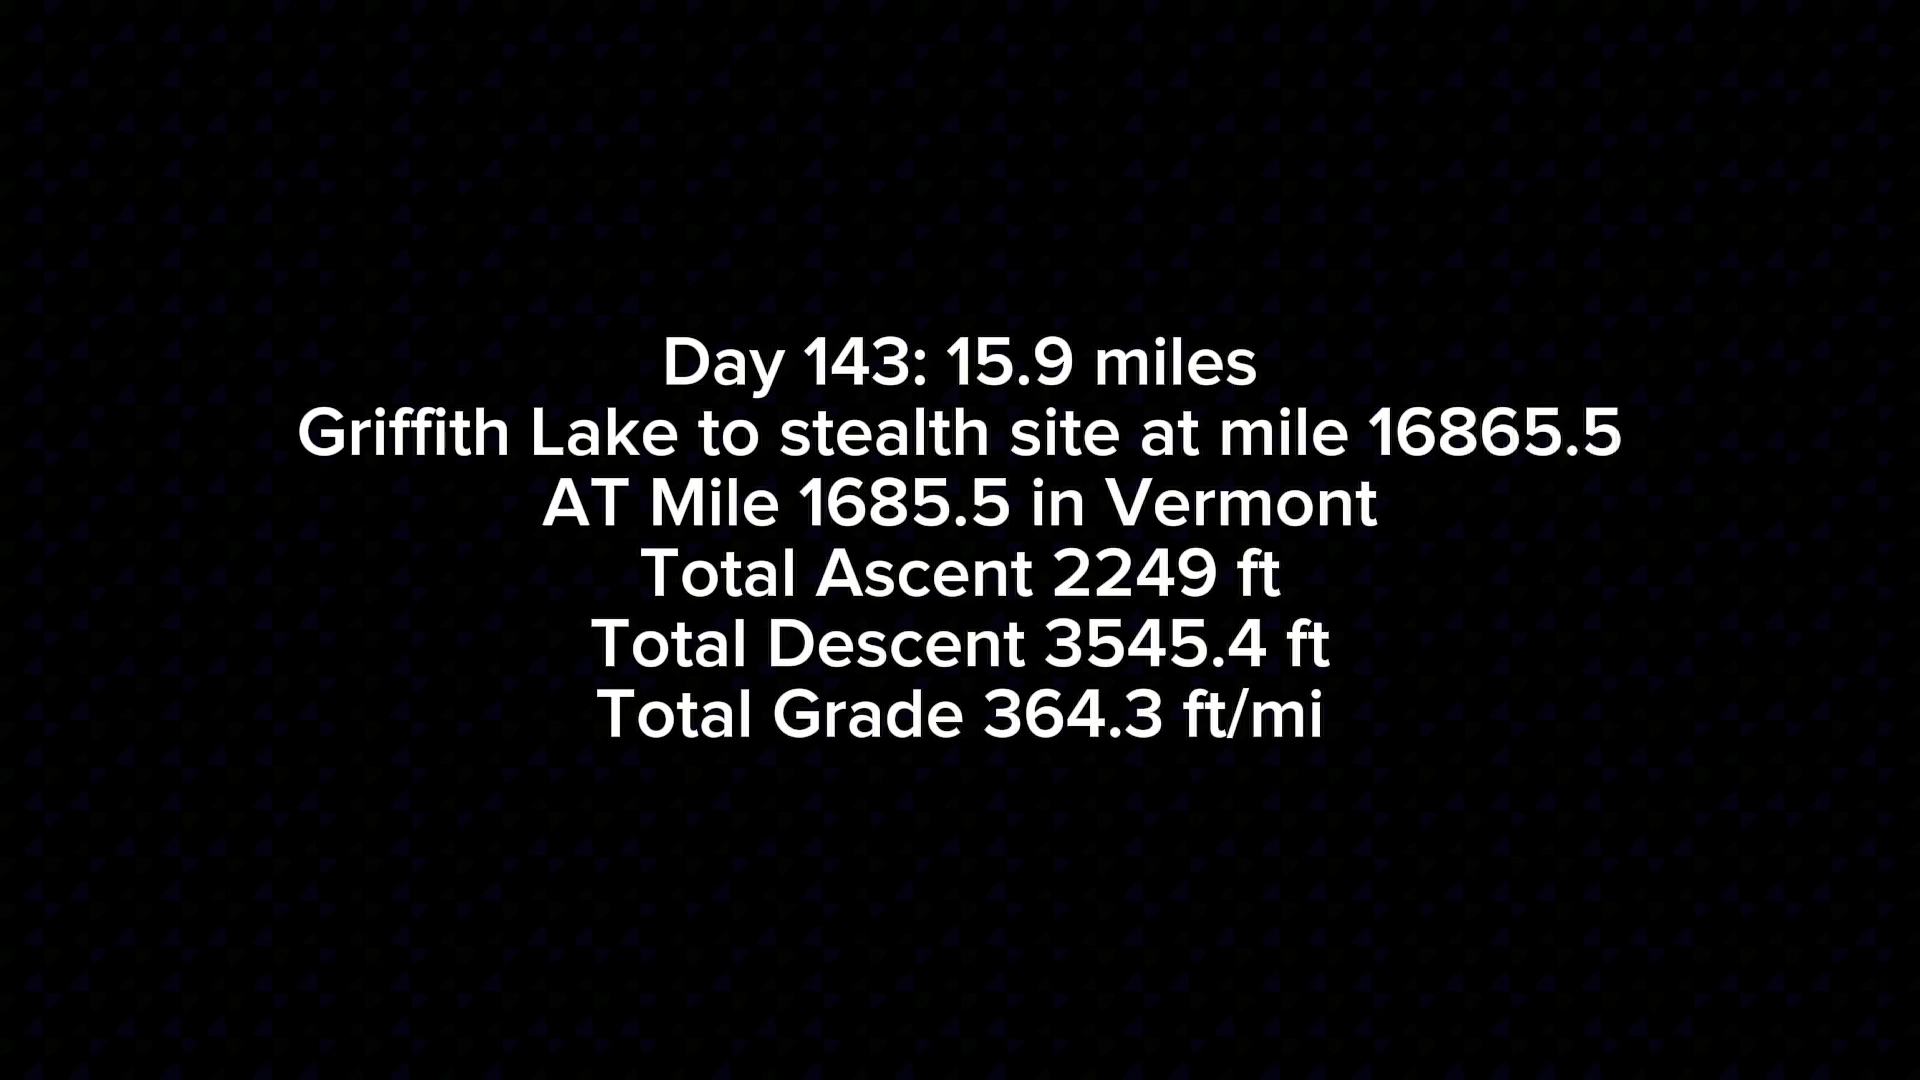 Day 143: 15.9 miles
Griffith Lake to stealth site at mile 16865.5
AT Mile 1685.5 in Vermont
Total Ascent 2249 ft
Total Descent 3545.4 ft
Total Grade 364.3 ft/mi